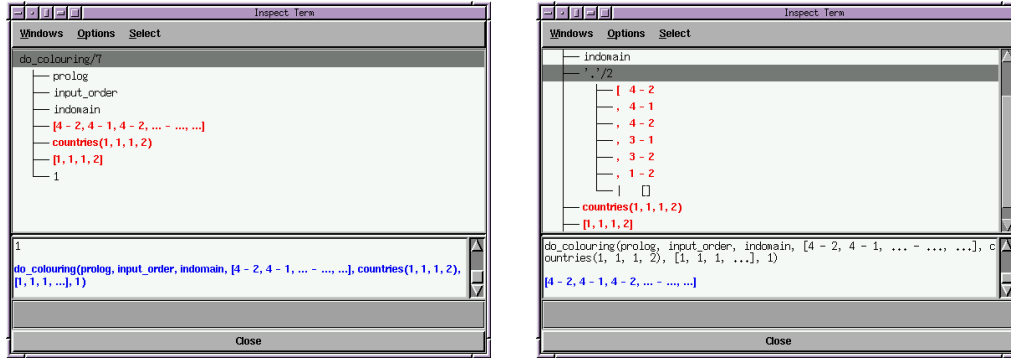 Inspect Term
Windows Options Select
do_colouring/7
prolog
input_order
indomain
[4 - 2, 4 - 1, 4 - 2, ... - ..., ...]
countries(1, 1, 1, 2)
[1, 1, 1, 2]
1
1
do_colouring(prolog, input_order, indomain, [4 - 2, 4 - 1, ... - ..., ...], countries(1, 1, 1, 2),
[1, 1, 1, ...], 1)
Close
Inspect Term
Windows Options Select
indomain
'.'/2
[ 4 - 2
, 4 - 1
, 4 - 2
, 3 - 1
, 3 - 2
, 1 - 2
| []
countries(1, 1, 1, 2)
[1, 1, 1, 2]
do_colouring(prolog, input_order, indomain, [4 - 2, 4 - 1, ... - ..., ...], c
ountries(1, 1, 1, 2), [1, 1, 1, ...], 1)
[4 - 2, 4 - 1, 4 - 2, ... - ..., ...]
Close